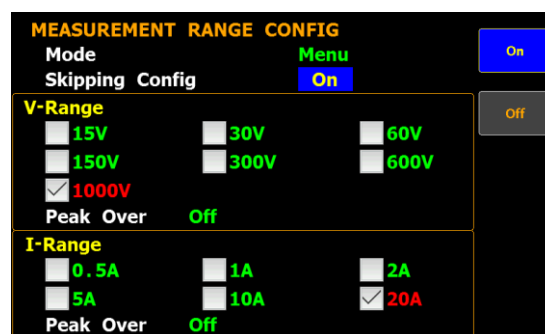 MEASUREMENT RANGE CONFIG
Mode Menu
Skipping Config On
On
Off
V-Range
15V 30V 60V
150V 300V 600V
1000V
Peak Over Off
I-Range
0.5A 1A 2A
5A 10A 20A
Peak Over Off